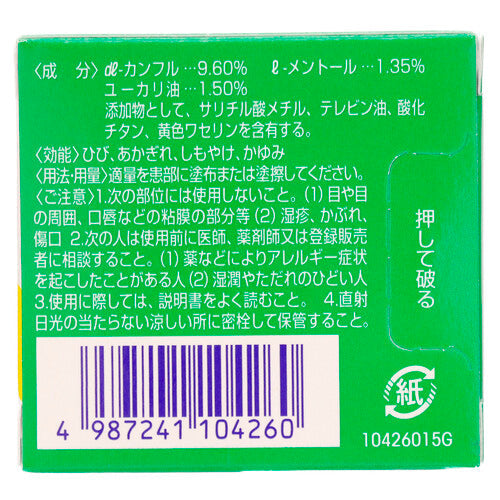 〈成　分〉dl-カンフル…9.60%　l-メントール…1.35%
ユーカリ油…1.50%
添加物として、サリチル酸メチル、テレビン油、酸化
チタン、黄色ワセリンを含有する。
〈効能〉ひび、あかぎれ、しもやけ、かゆみ
〈用法・用量〉適量を患部に塗布または塗擦してください。
〈ご注意〉1.次の部位には使用しないこと。(1)目や目
の周囲、口唇などの粘膜の部分等(2)湿疹、かぶれ、
傷口 2.次の人は使用前に医師、薬剤師又は登録販売
者に相談すること。(1)薬などによりアレルギー症状
を起こしたことがある人(2)湿潤やただれのひどい人
3.使用に際しては、説明書をよく読むこと。 4.直射
日光の当たらない涼しい所に密栓して保管すること。
押して破る
4 987241 104260
紙
10426015G